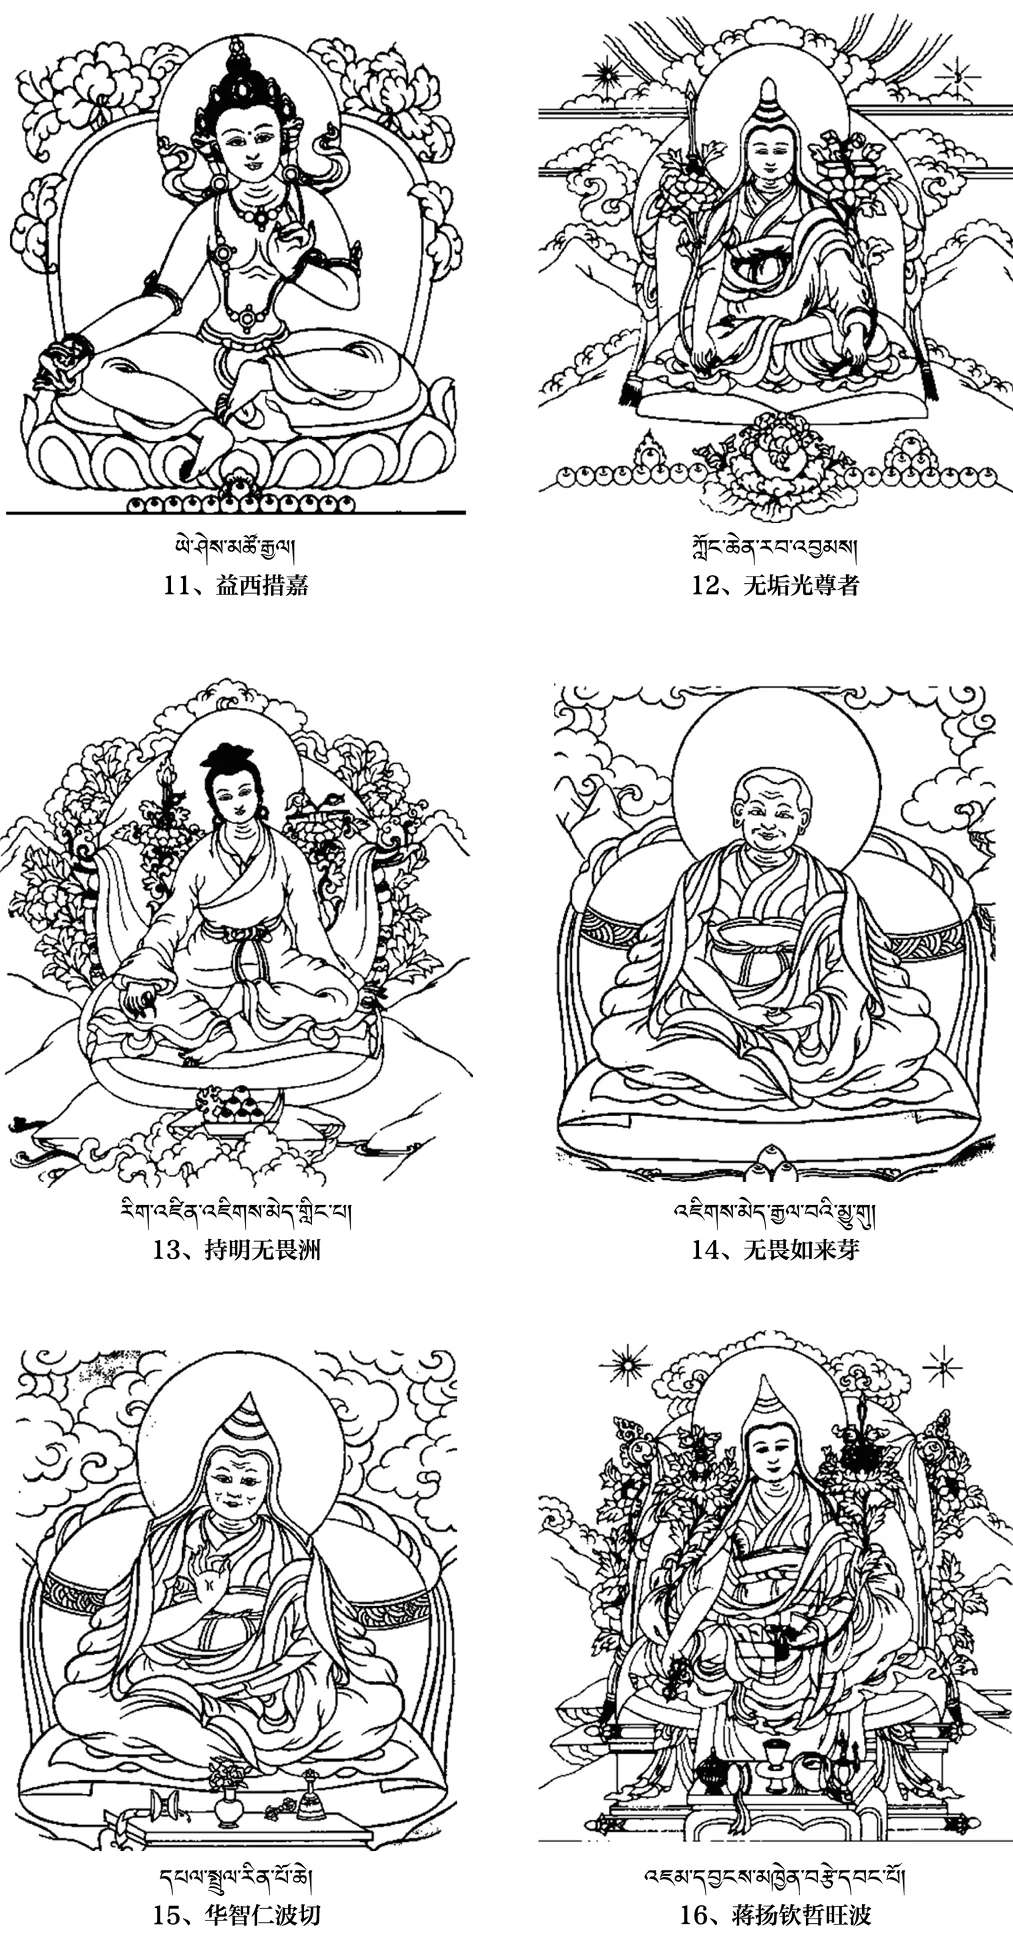 ཡེ་ཤེས་མཚོ་རྒྱལ།
11、益西措嘉
ཀློང་ཆེན་རབ་འབྱམས།
12、无垢光尊者
རིག་འཛིན་འཇིགས་མེད་གླིང་པ།
13、持明无畏洲
འཇིགས་མེད་རྒྱལ་བའི་མྱུ་གུ།
14、无畏如来芽
དཔལ་སྤྲུལ་རིན་པོ་ཆེ།
15、华智仁波切
འཇམ་དབྱངས་མཁྱེན་བརྩེ་དབང་པོ།
16、蒋扬钦哲旺波